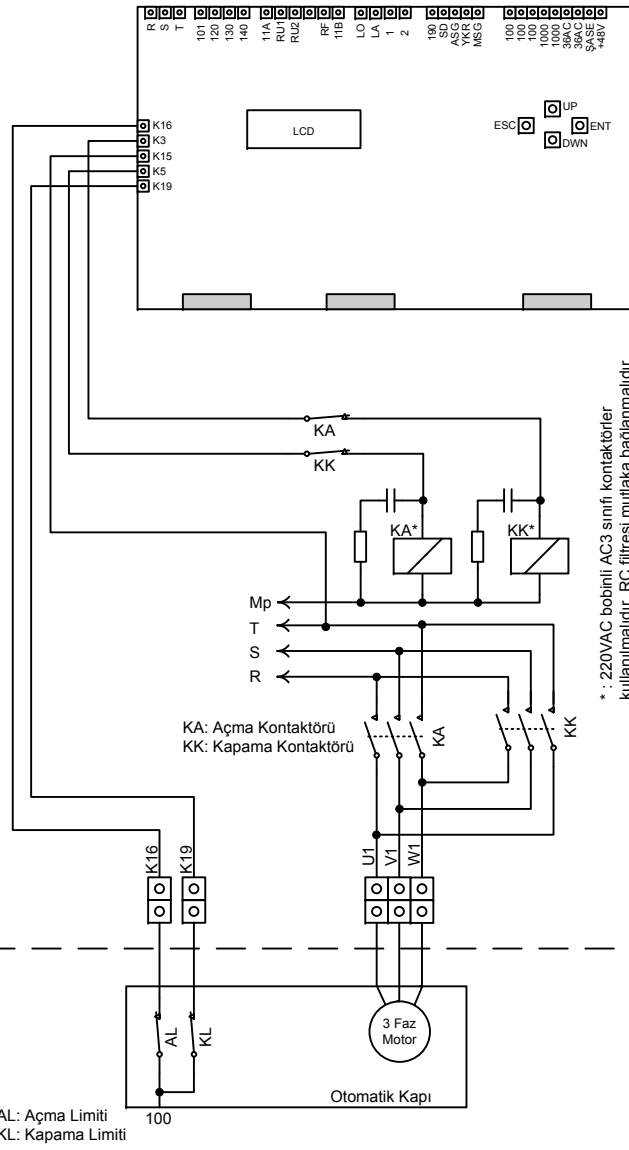 R
S
T
101
120
130
140
11A
RU1
RU2
RF
11B
LO
LA
1
2
190
SD
ASG
YKR
MSG
100
100
100
1000
1000
36AC
36AC
ŞASE
+48V
K16
K3
K15
K5
K19
LCD
UP
ESC
ENT
DWN
KA
KK
KA*
KK*
* : 220VAC bobinli AC3 sınıfı kontaktörler
kullanılmalıdır. RC filtresi mutlaka bağlanmalıdır.
Mp
T
S
R
KA: Açma Kontaktörü
KK: Kapama Kontaktörü
KA
KK
K16
K19
U1
V1
W1
AL
KL
3 Faz
Motor
Otomatik Kapı
100
AL: Açma Limiti
KL: Kapama Limiti